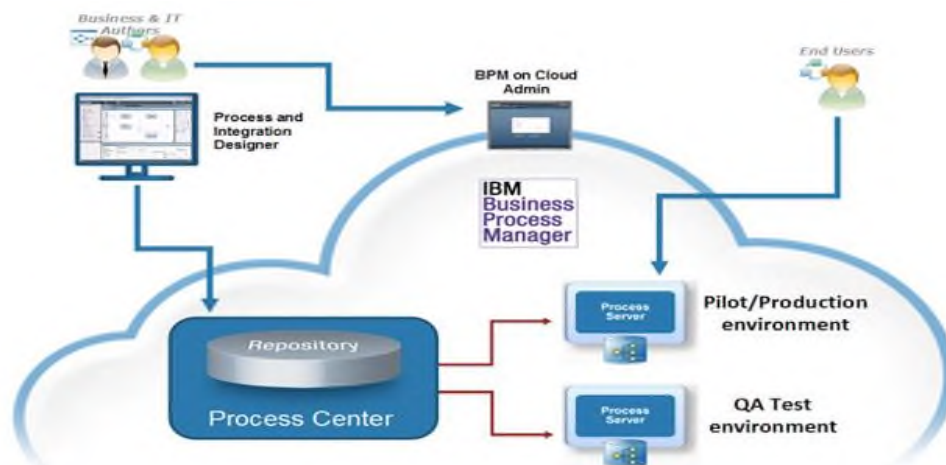 Business & IT
Authors
End Users
BPM on Cloud
Admin
Process and
Integration
Designer
IBM
Business
Process
Manager
Process
Server
Pilot/Production
environment
Repository
Process Center
Process
Server
QA Test
environment